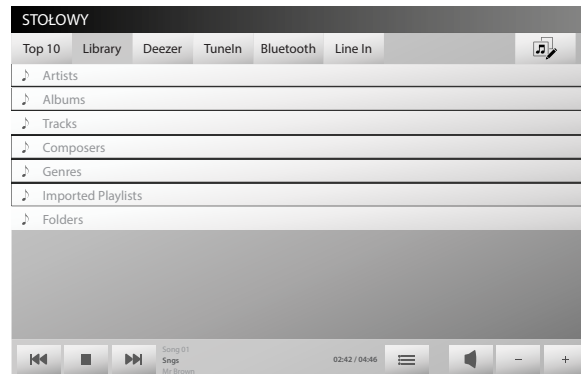 STOŁOWY
Top 10 Library Deezer TuneIn Bluetooth Line In
Artists
Albums
Tracks
Composers
Genres
Imported Playlists
Folders
Song 01
Sngs
Mr Brown
02:42 / 04:46
− +